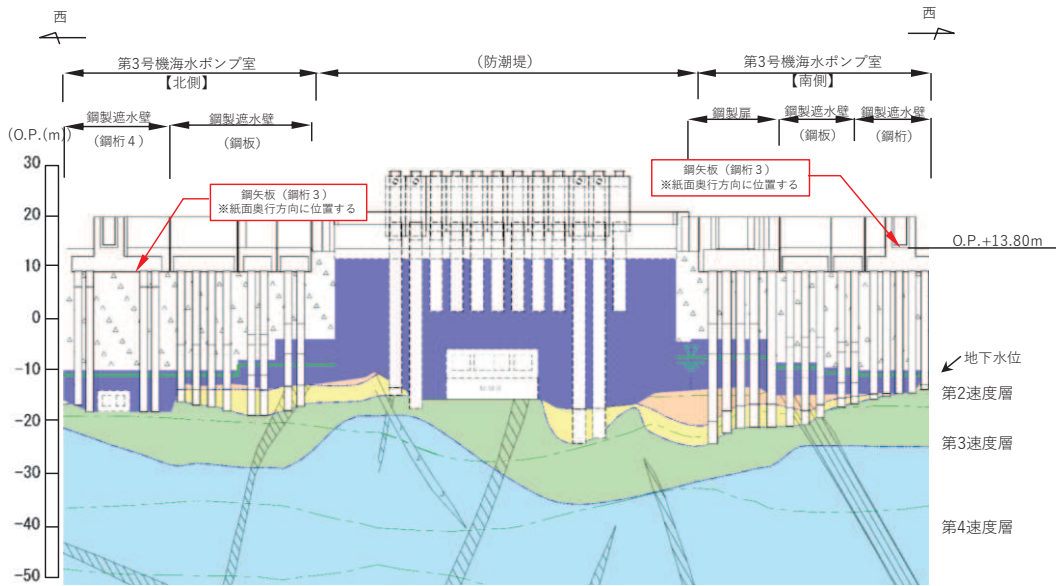 西
西
第3号機海水ポンプ室
【北側】
(防潮堤)
第3号機海水ポンプ室
【南側】
鋼製遮水壁
(鋼桁４)
鋼製遮水壁
(鋼板)
鋼製扉
鋼製遮水壁
(鋼板)
鋼製遮水壁
(鋼桁)
(O.P.(m))
鋼矢板（鋼桁３）
※紙面奥行方向に位置する
鋼矢板（鋼桁３）
※紙面奥行方向に位置する
30
20
10
0
-10
-20
-30
-40
-50
O.P.+13.80m
地下水位
第2速度層
第3速度層
第4速度層